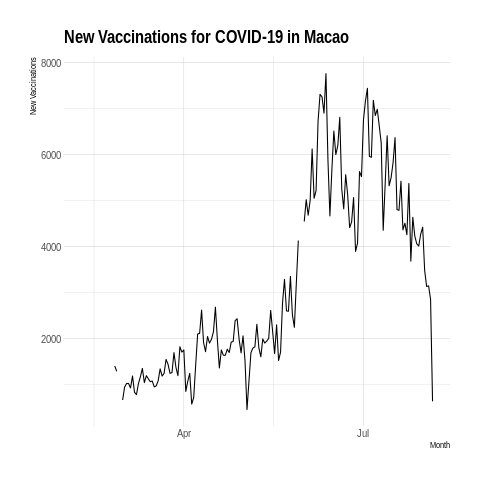 New Vaccinations for COVID-19 in Macao
New Vaccinations
8000
6000
4000
2000
Apr
Jul
Month